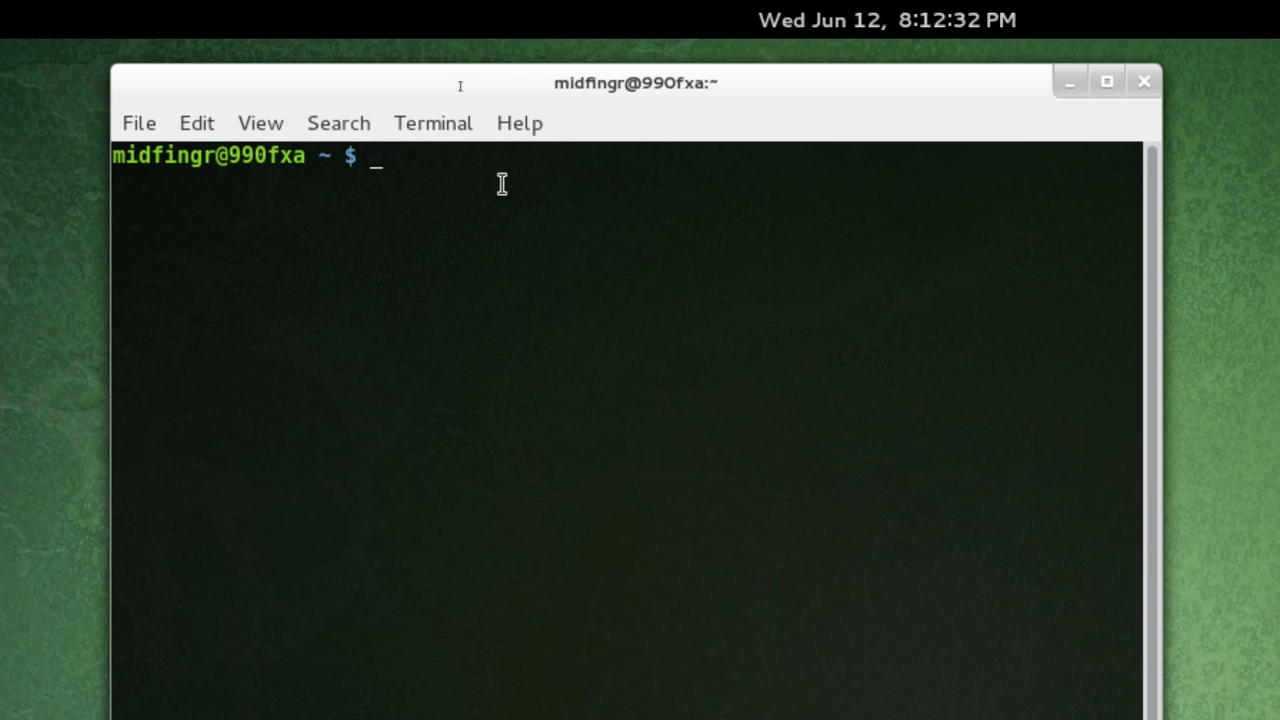 Wed Jun 12, 8:12:32 PM
midfingr@990fxa:~
File Edit View Search Terminal Help
midfingr@990fxa ~ $ _